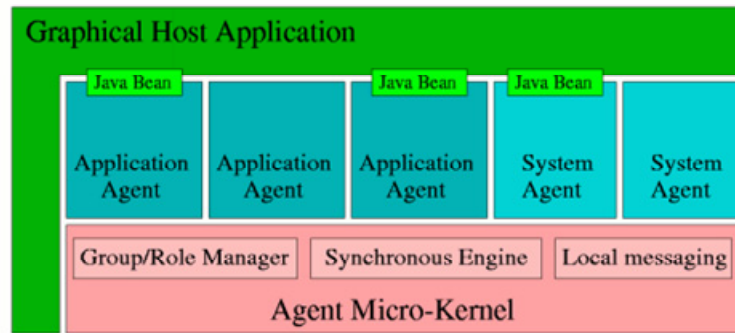 Graphical Host Application
Java Bean
Java Bean
Java Bean
Application
Agent
Application
Agent
Application
Agent
System
Agent
System
Agent
Group/Role Manager
Synchronous Engine
Local messaging
Agent Micro-Kernel